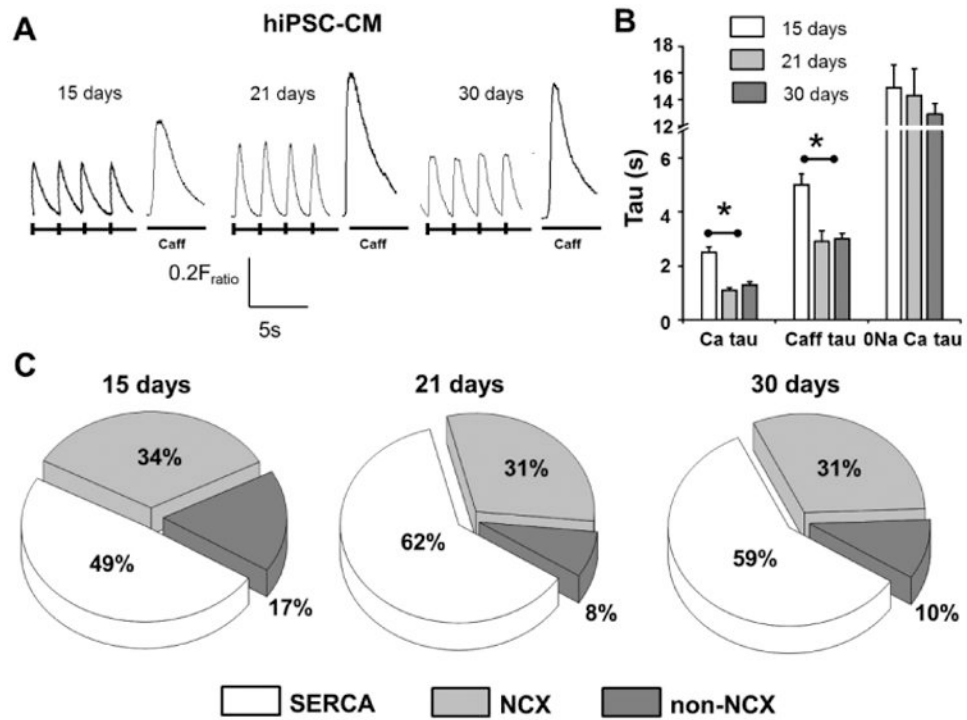 A
hiPSC-CM
15 days
21 days
30 days
Caff
Caff
Caff
0.2Fratio
5s
B
15 days
21 days
30 days
18
16
14
12
6
4
2
0
Tau (s)
*
*
Ca tau
Caff tau
0Na Ca tau
C
15 days
21 days
30 days
34%
49%
17%
31%
62%
8%
31%
59%
10%
SERCA
NCX
non-NCX